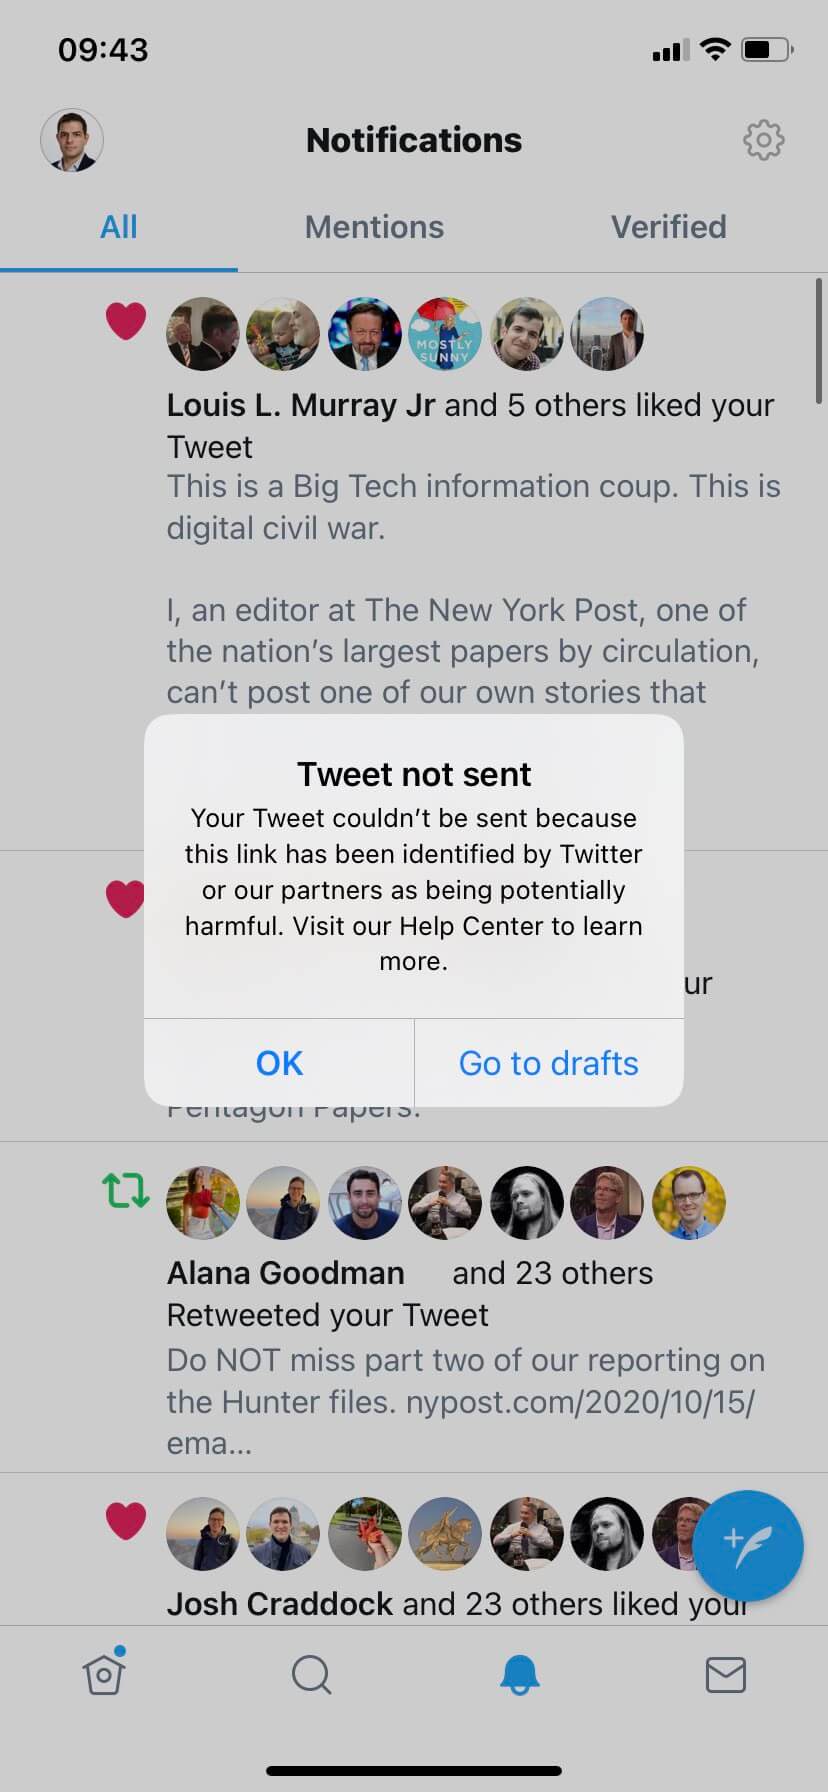 09:43
Notifications
All Mentions Verified
MOSTLY
SUNNY
Louis L. Murray Jr and 5 others liked your
Tweet
This is a Big Tech information coup. This is
digital civil war.
I, an editor at The New York Post, one of
the nation’s largest papers by circulation,
can’t post one of our own stories that
Tweet not sent
Your Tweet couldn’t be sent because
this link has been identified by Twitter
or our partners as being potentially
harmful. Visit our Help Center to learn
more.
ur
OK Go to drafts
Pentagon Papers.
Alana Goodman and 23 others
Retweeted your Tweet
Do NOT miss part two of our reporting on
the Hunter files. nypost.com/2020/10/15/
ema...
Josh Craddock and 23 others liked your